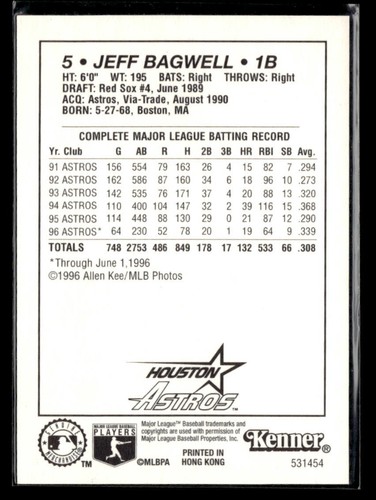 5 • JEFF BAGWELL • 1B
HT: 6'0" WT: 195 BATS: Right THROWS: Right
DRAFT: Red Sox #4, June 1989
ACQ: Astros, Via-Trade, August 1990
BORN: 5-27-68, Boston, MA
COMPLETE MAJOR LEAGUE BATTING RECORD
Yr. Club G AB R H 2B 3B HR RBI SB Avg.
91 ASTROS 156 554 79 163 26 4 15 82 7 .294
92 ASTROS 162 586 87 160 34 6 18 96 10 .273
93 ASTROS 142 535 76 171 37 4 20 88 13 .320
94 ASTROS 110 400 104 147 32 2 39 116 15 .368
95 ASTROS 114 448 88 130 29 0 21 87 12 .290
96 ASTROS* 64 230 52 78 20 1 19 64 9 .339
TOTALS 748 2753 486 849 178 17 132 533 66 .308
*Through June 1,1996
©1996 Allen Kee/MLB Photos
HOUSTON
ASTROS™
GENUINE MERCHANDISE
TM
MAJOR LEAGUE BASEBALL
PLAYERS
©MLBPA
Major League™ Baseball trademarks and
copyrights are used with permission of
Major League Baseball Properties, Inc.
PRINTED IN
HONG KONG
Kenner®
531454